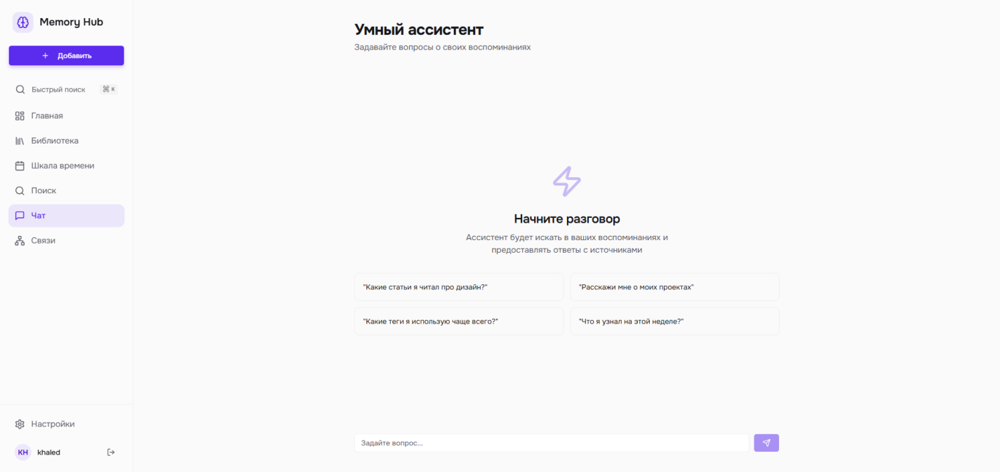 Memory Hub
+ Добавить
Быстрый поиск ⌘ K
Главная
Библиотека
Шкала времени
Поиск
Чат
Связи
Настройки
KH khaled
Умный ассистент
Задавайте вопросы о своих воспоминаниях
Начните разговор
Ассистент будет искать в ваших воспоминаниях и
предоставлять ответы с источниками
"Какие статьи я читал про дизайн?"
"Расскажи мне о моих проектах"
"Какие теги я использую чаще всего?"
"Что я узнал на этой неделе?"
Задайте вопрос...